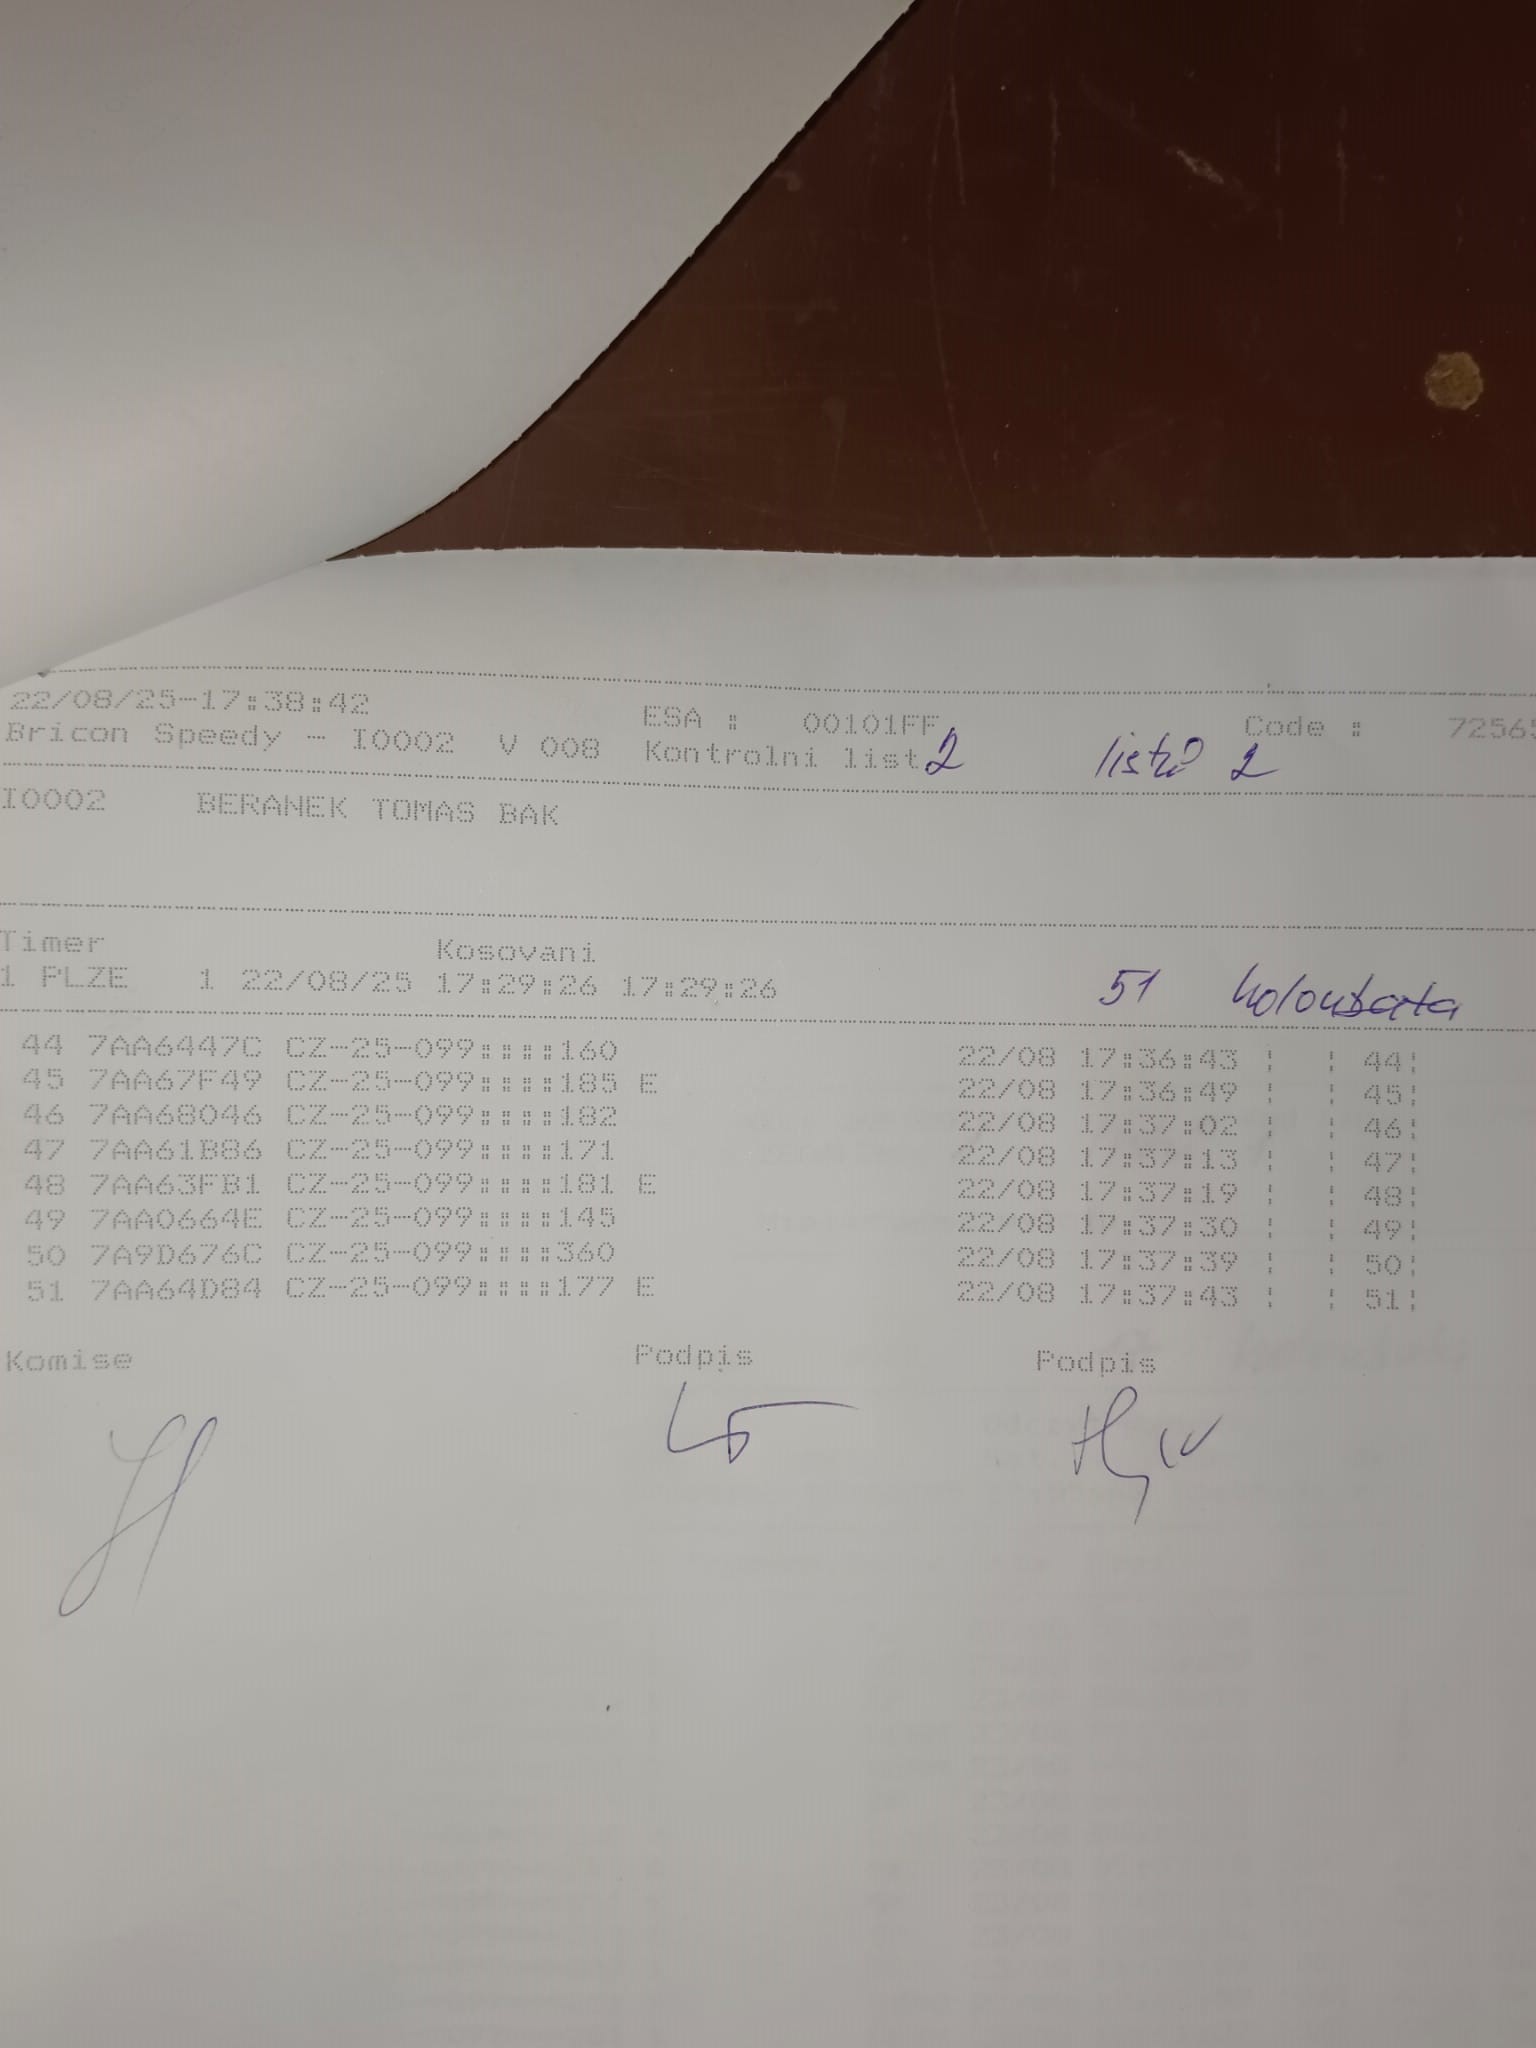 22/08/25-17:38:42 ESA : 00101FF Code : 72565
Bricon Speedy - I0002 V 008 Kontrolni list 2 listů 2
I0002 BERANEK TOMAS BAK
Timer Kosovani
1 PLZE 1 22/08/25 17:29:26 17:29:26 51 holoubata
44 7AA6447C CZ-25-099::::160 22/08 17:36:43 ¦ ¦ 44¦
45 7AA67F49 CZ-25-099::::185 E 22/08 17:36:49 ¦ ¦ 45¦
46 7AA68046 CZ-25-099::::182 22/08 17:37:02 ¦ ¦ 46¦
47 7AA61B86 CZ-25-099::::171 22/08 17:37:13 ¦ ¦ 47¦
48 7AA63FB1 CZ-25-099::::181 E 22/08 17:37:19 ¦ ¦ 48¦
49 7AA0664E CZ-25-099::::145 22/08 17:37:30 ¦ ¦ 49¦
50 7A9D676C CZ-25-099::::360 22/08 17:37:39 ¦ ¦ 50¦
51 7AA64D84 CZ-25-099::::177 E 22/08 17:37:43 ¦ ¦ 51¦
Komise Podpis Podpis